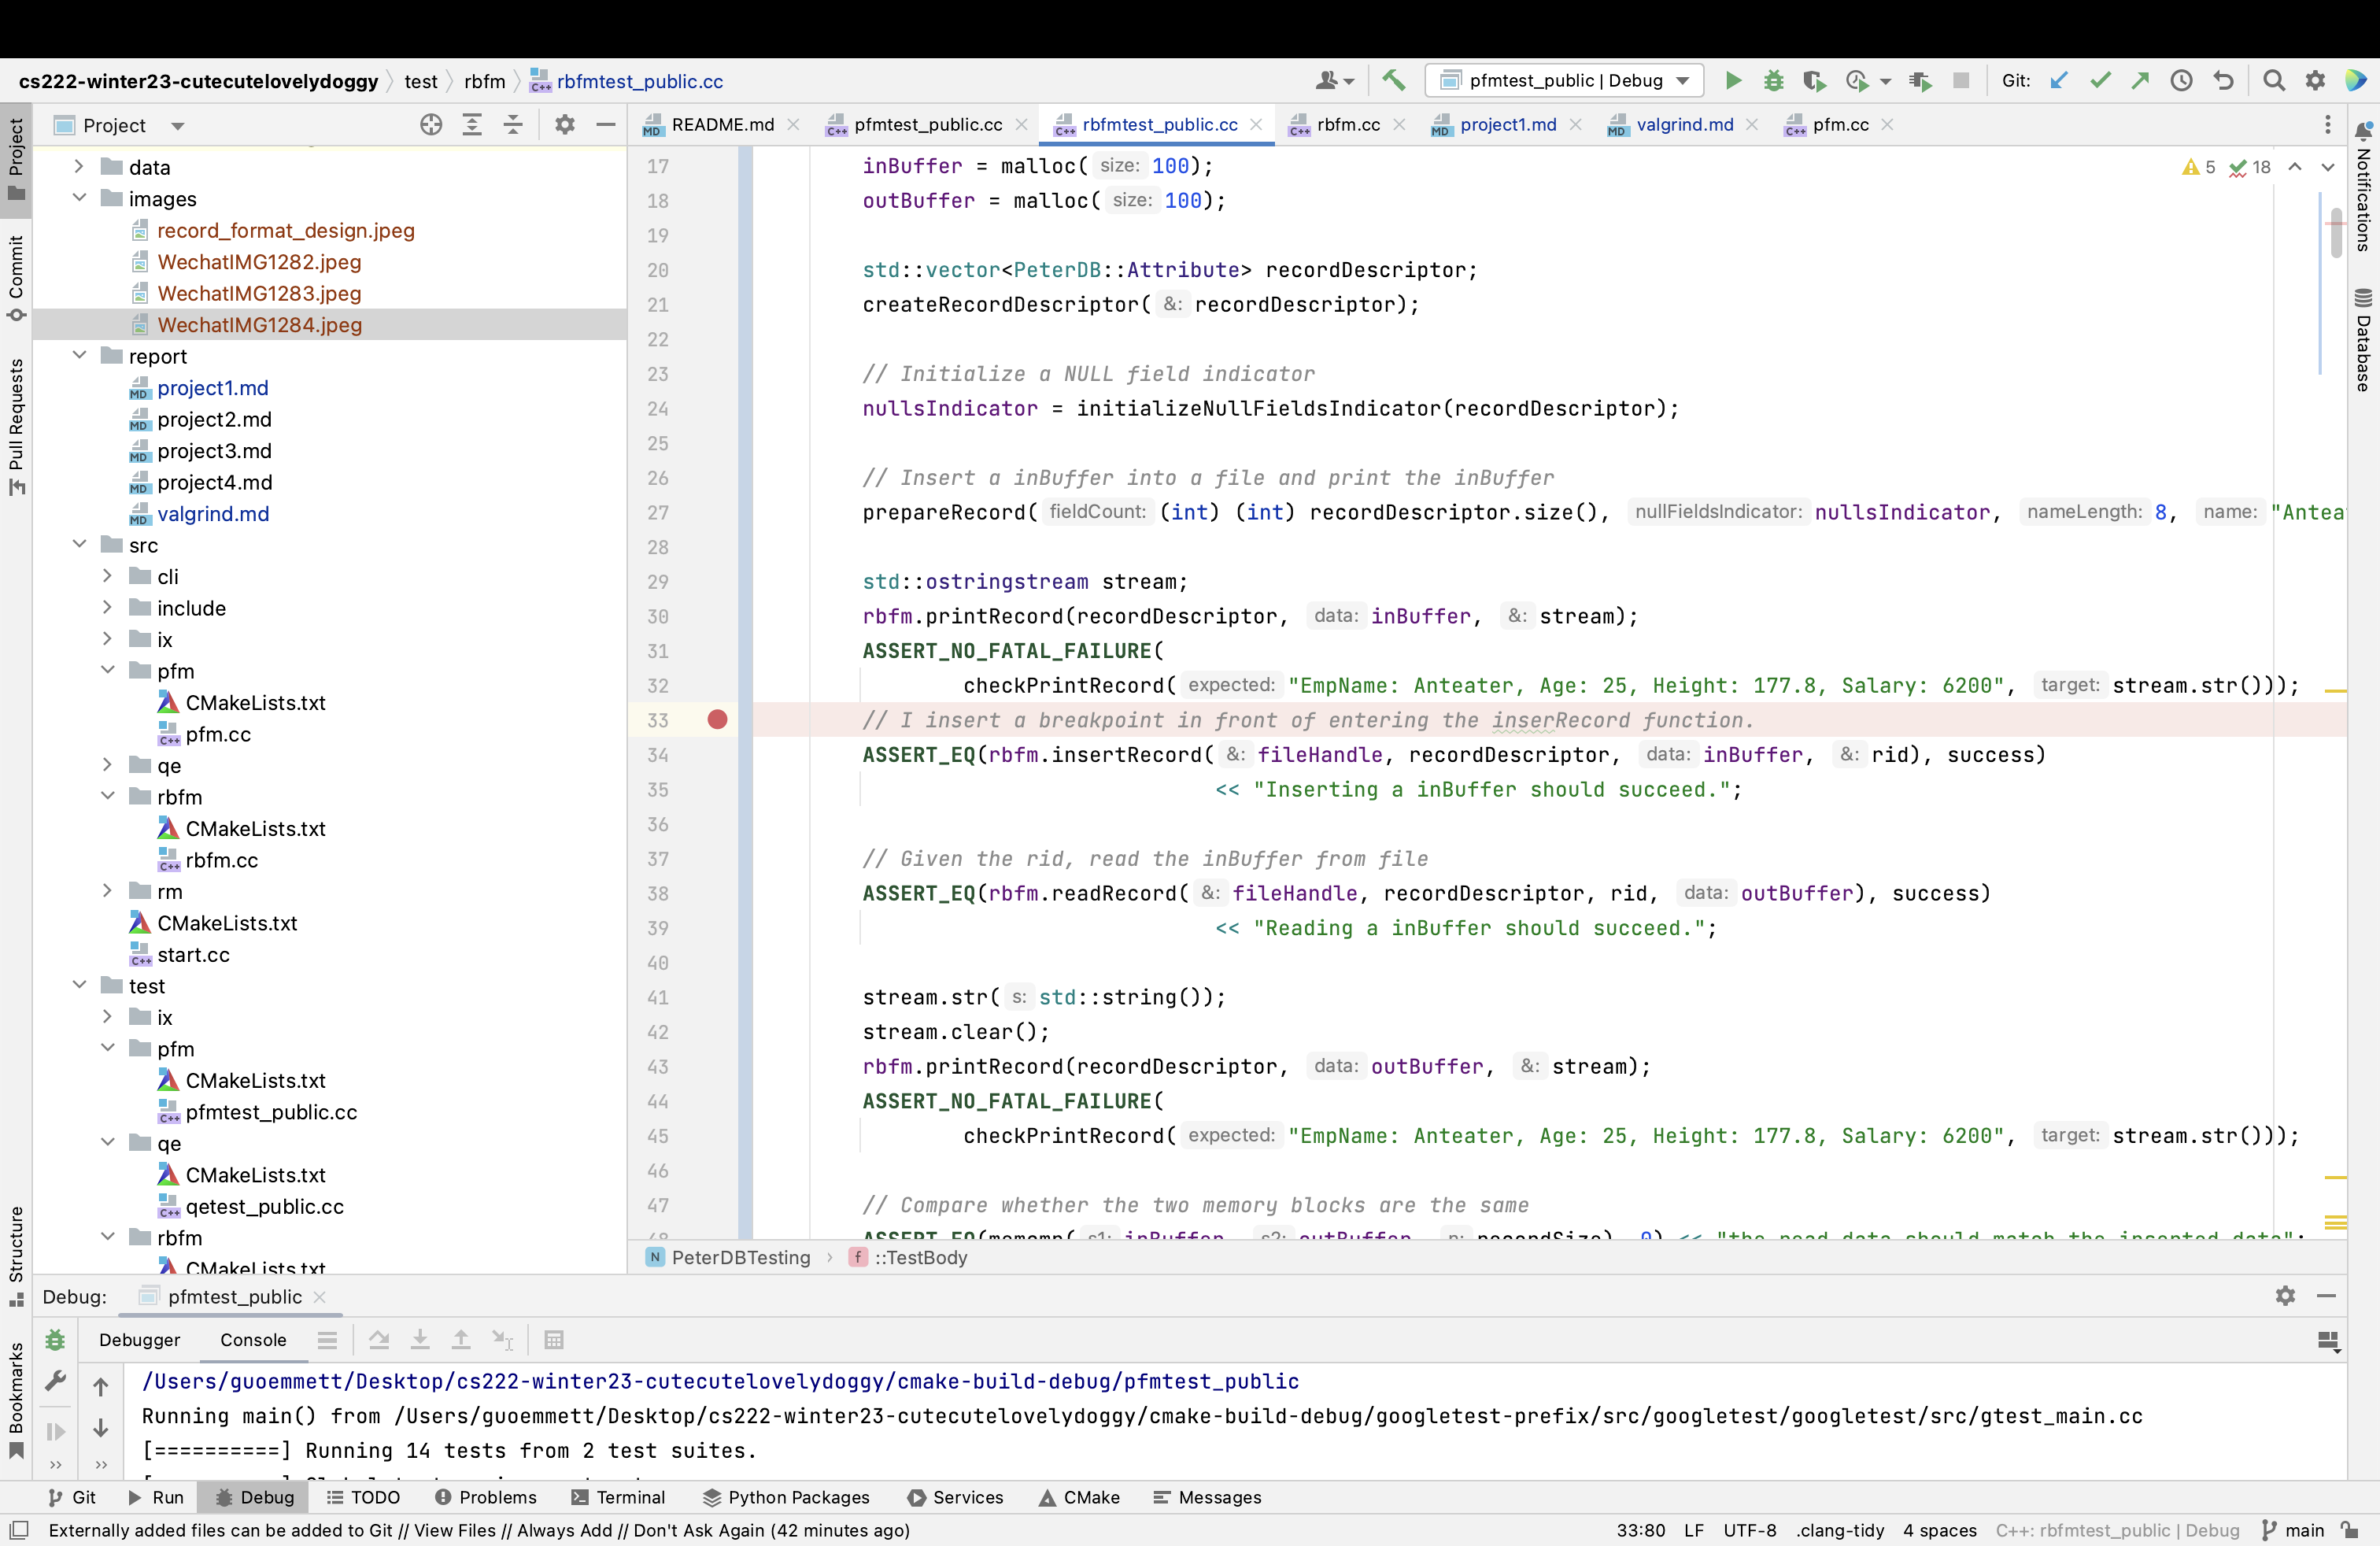 cs222-winter23-cutecutelovelydoggy test rbfm rbfmtest_public.cc
pfmtest_public | Debug
Git:
Project
README.md pfmtest_public.cc rbfmtest_public.cc rbfm.cc project1.md valgrind.md pfm.cc
Project
Commit
Pull Requests
Structure
Bookmarks
Notifications
Database
data
images
record_format_design.jpeg
WechatIMG1282.jpeg
WechatIMG1283.jpeg
WechatIMG1284.jpeg
report
project1.md
project2.md
project3.md
project4.md
valgrind.md
src
cli
include
ix
pfm
CMakeLists.txt
pfm.cc
qe
rbfm
CMakeLists.txt
rbfm.cc
rm
CMakeLists.txt
start.cc
test
ix
pfm
CMakeLists.txt
pfmtest_public.cc
qe
CMakeLists.txt
qetest_public.cc
rbfm
CMakeLists.txt
5 18
17 inBuffer = malloc( size: 100);
18 outBuffer = malloc( size: 100);
19
20 std::vector<PeterDB::Attribute> recordDescriptor;
21 createRecordDescriptor( &: recordDescriptor);
22
23 // Initialize a NULL field indicator
24 nullsIndicator = initializeNullFieldsIndicator(recordDescriptor);
25
26 // Insert a inBuffer into a file and print the inBuffer
27 prepareRecord( fieldCount: (int) (int) recordDescriptor.size(), nullFieldsIndicator: nullsIndicator, nameLength: 8, name: "Antea
28
29 std::ostringstream stream;
30 rbfm.printRecord(recordDescriptor, data: inBuffer, &: stream);
31 ASSERT_NO_FATAL_FAILURE(
32 checkPrintRecord( expected: "EmpName: Anteater, Age: 25, Height: 177.8, Salary: 6200", target: stream.str()));
33 // I insert a breakpoint in front of entering the inserRecord function.
34 ASSERT_EQ(rbfm.insertRecord( &: fileHandle, recordDescriptor, data: inBuffer, &: rid), success)
35 << "Inserting a inBuffer should succeed.";
36
37 // Given the rid, read the inBuffer from file
38 ASSERT_EQ(rbfm.readRecord( &: fileHandle, recordDescriptor, rid, data: outBuffer), success)
39 << "Reading a inBuffer should succeed.";
40
41 stream.str( s: std::string());
42 stream.clear();
43 rbfm.printRecord(recordDescriptor, data: outBuffer, &: stream);
44 ASSERT_NO_FATAL_FAILURE(
45 checkPrintRecord( expected: "EmpName: Anteater, Age: 25, Height: 177.8, Salary: 6200", target: stream.str()));
46
47 // Compare whether the two memory blocks are the same
48 ASSERT_EQ(memcmp( s1: inBuffer, s2: outBuffer, n: recordSize), 0) << "the read data should match the inserted data";
PeterDBTesting ::TestBody
Debug: pfmtest_public
Debugger Console
/Users/guoemmett/Desktop/cs222-winter23-cutecutelovelydoggy/cmake-build-debug/pfmtest_public
Running main() from /Users/guoemmett/Desktop/cs222-winter23-cutecutelovelydoggy/cmake-build-debug/googletest-prefix/src/googletest/googletest/src/gtest_main.cc
[==========] Running 14 tests from 2 test suites.
Git Run Debug TODO Problems Terminal Python Packages Services CMake Messages
Externally added files can be added to Git // View Files // Always Add // Don't Ask Again (42 minutes ago)
33:80 LF UTF-8 .clang-tidy 4 spaces C++: rbfmtest_public | Debug main